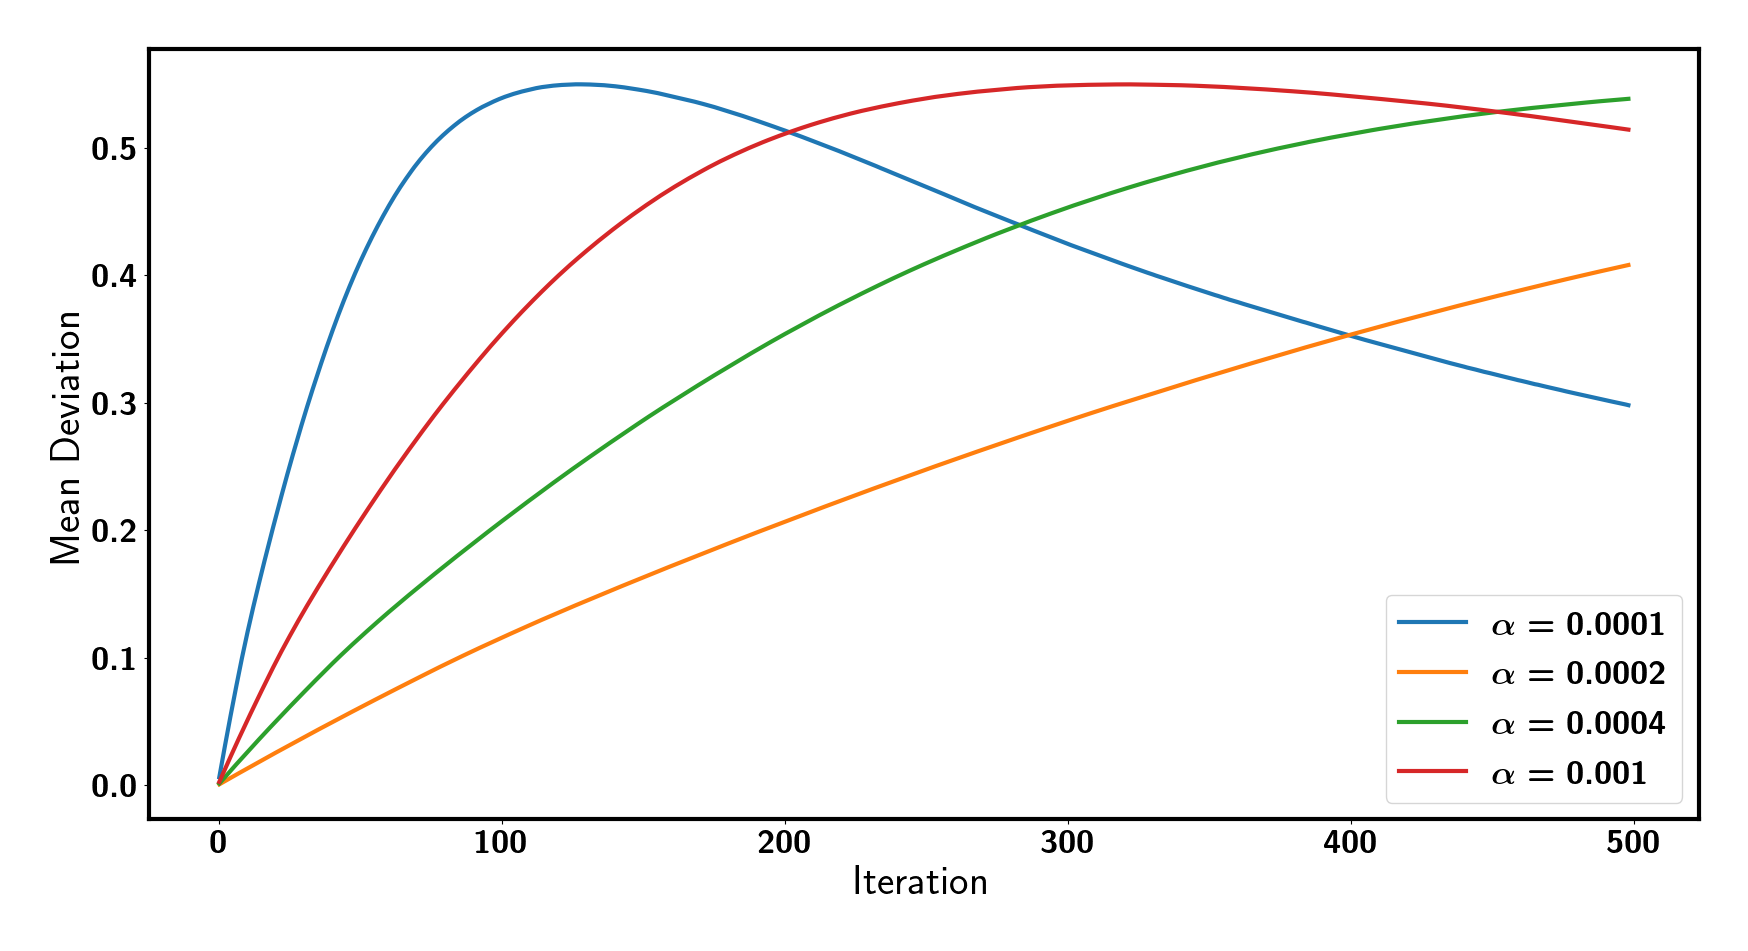 Mean Deviation
0.5
0.4
0.3
0.2
0.1
0.0
0 100 200 300 400 500
Iteration
α = 0.0001
α = 0.0002
α = 0.0004
α = 0.001